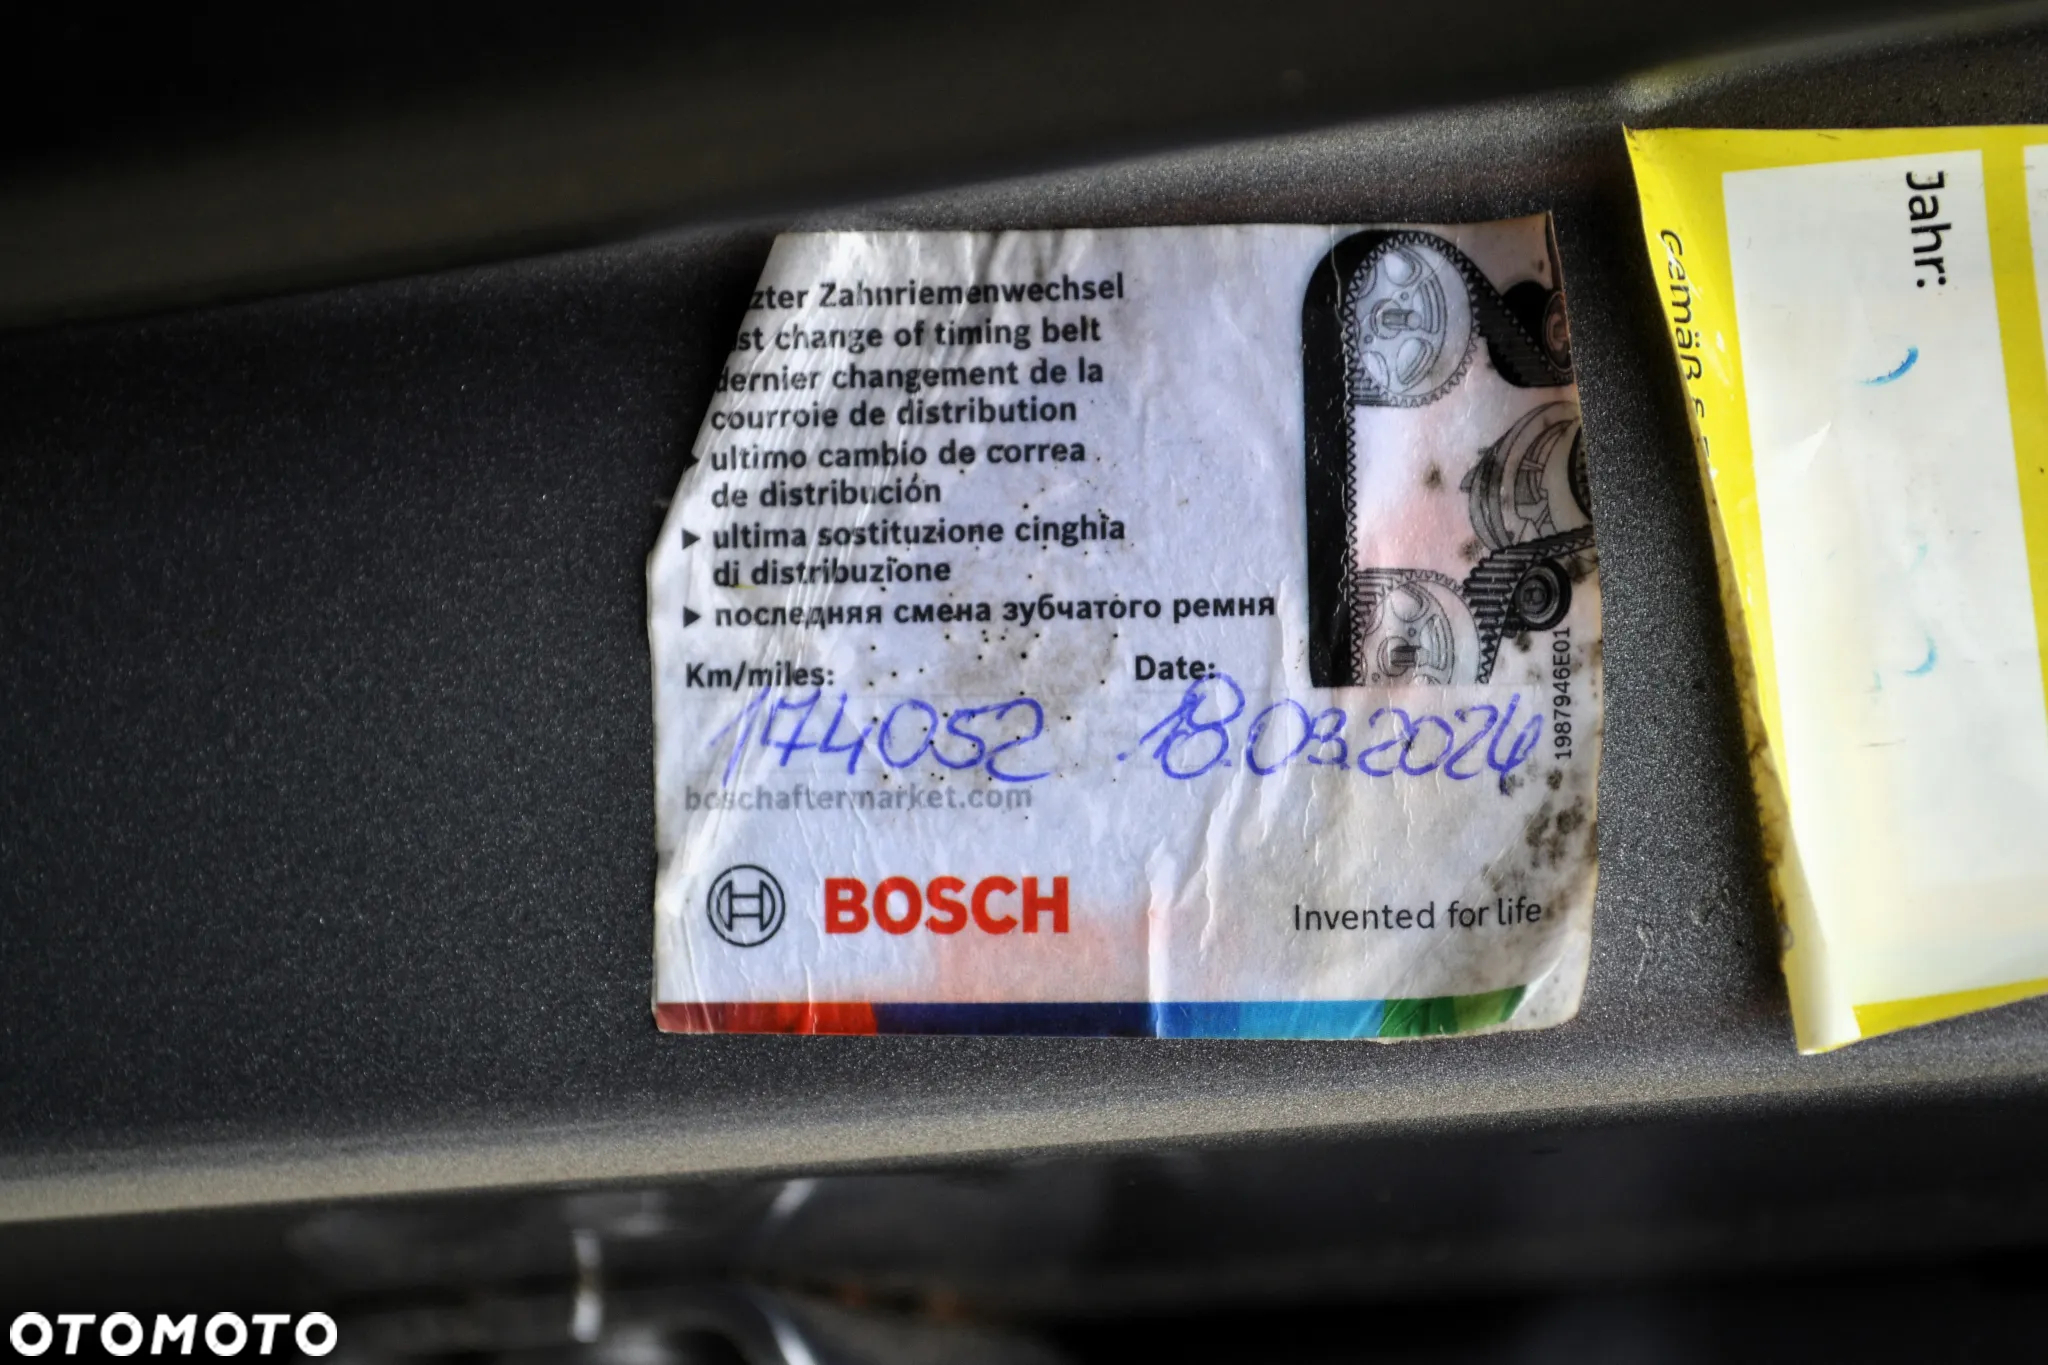 zter Zahnriemenwechsel
st change of timing belt
dernier changement de la
courroie de distribution
ultimo cambio de correa
de distribución
▶ ultima sostituzione cinghia
di distribuzione
▶ последняя смена зубчатого ремня
Km/miles: Date:
174052 18.03.2024
boschaftermarket.com
BOSCH
Invented for life
1987946E01
Jahr:
Gemäß §
OTOMOTO